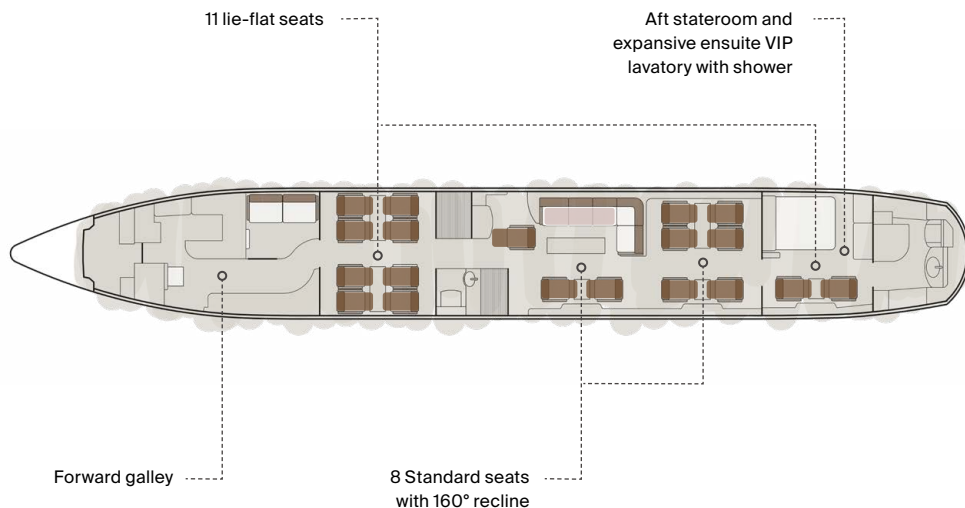 11 lie-flat seats
Aft stateroom and
expansive ensuite VIP
lavatory with shower
Forward galley
8 Standard seats
with 160° recline